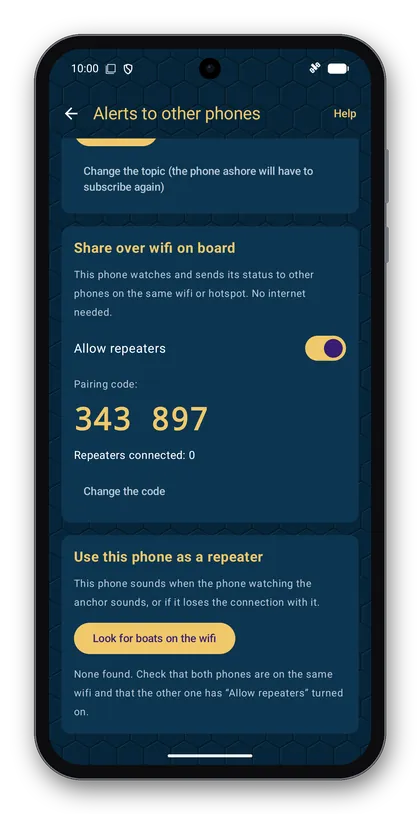 10:00
Alerts to other phones
Help
Change the topic (the phone ashore will have to
subscribe again)
Share over wifi on board
This phone watches and sends its status to other
phones on the same wifi or hotspot. No internet
needed.
Allow repeaters
Pairing code:
343 897
Repeaters connected: 0
Change the code
Use this phone as a repeater
This phone sounds when the phone watching the
anchor sounds, or if it loses the connection with it.
Look for boats on the wifi
None found. Check that both phones are on the same
wifi and that the other one has “Allow repeaters” turned
on.